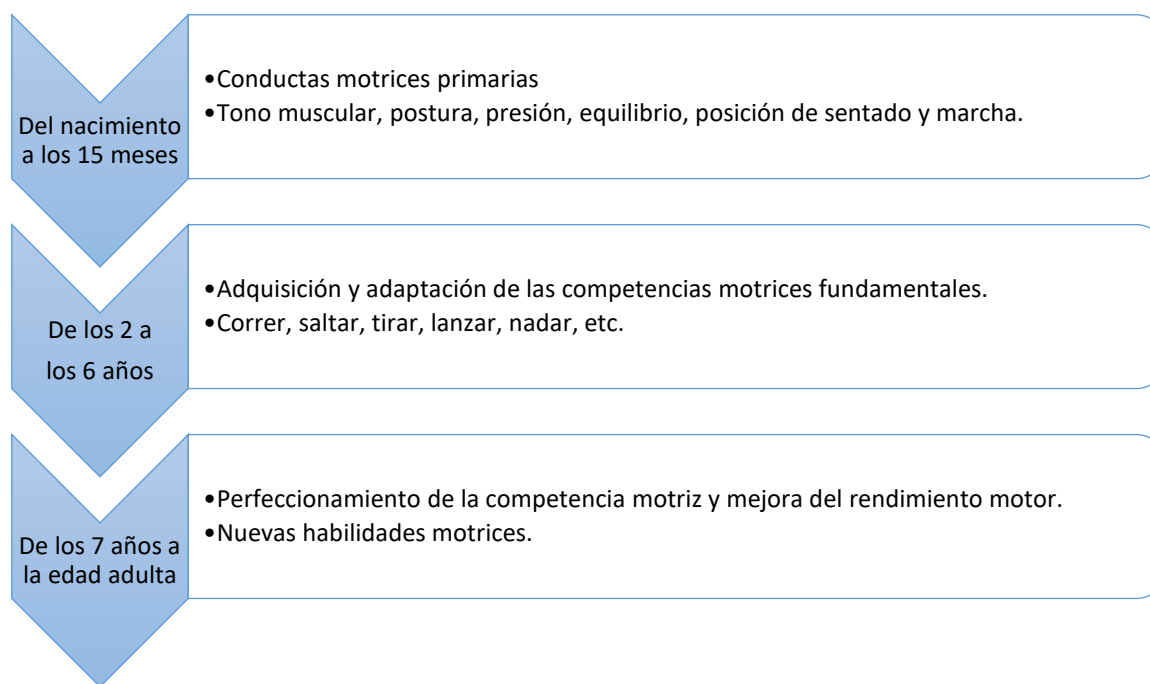 Del nacimiento
a los 15 meses
•Conductas motrices primarias
•Tono muscular, postura, presión, equilibrio, posición de sentado y marcha.
De los 2 a
los 6 años
•Adquisición y adaptación de las competencias motrices fundamentales.
•Correr, saltar, tirar, lanzar, nadar, etc.
De los 7 años a
la edad adulta
•Perfeccionamiento de la competencia motriz y mejora del rendimiento motor.
•Nuevas habilidades motrices.